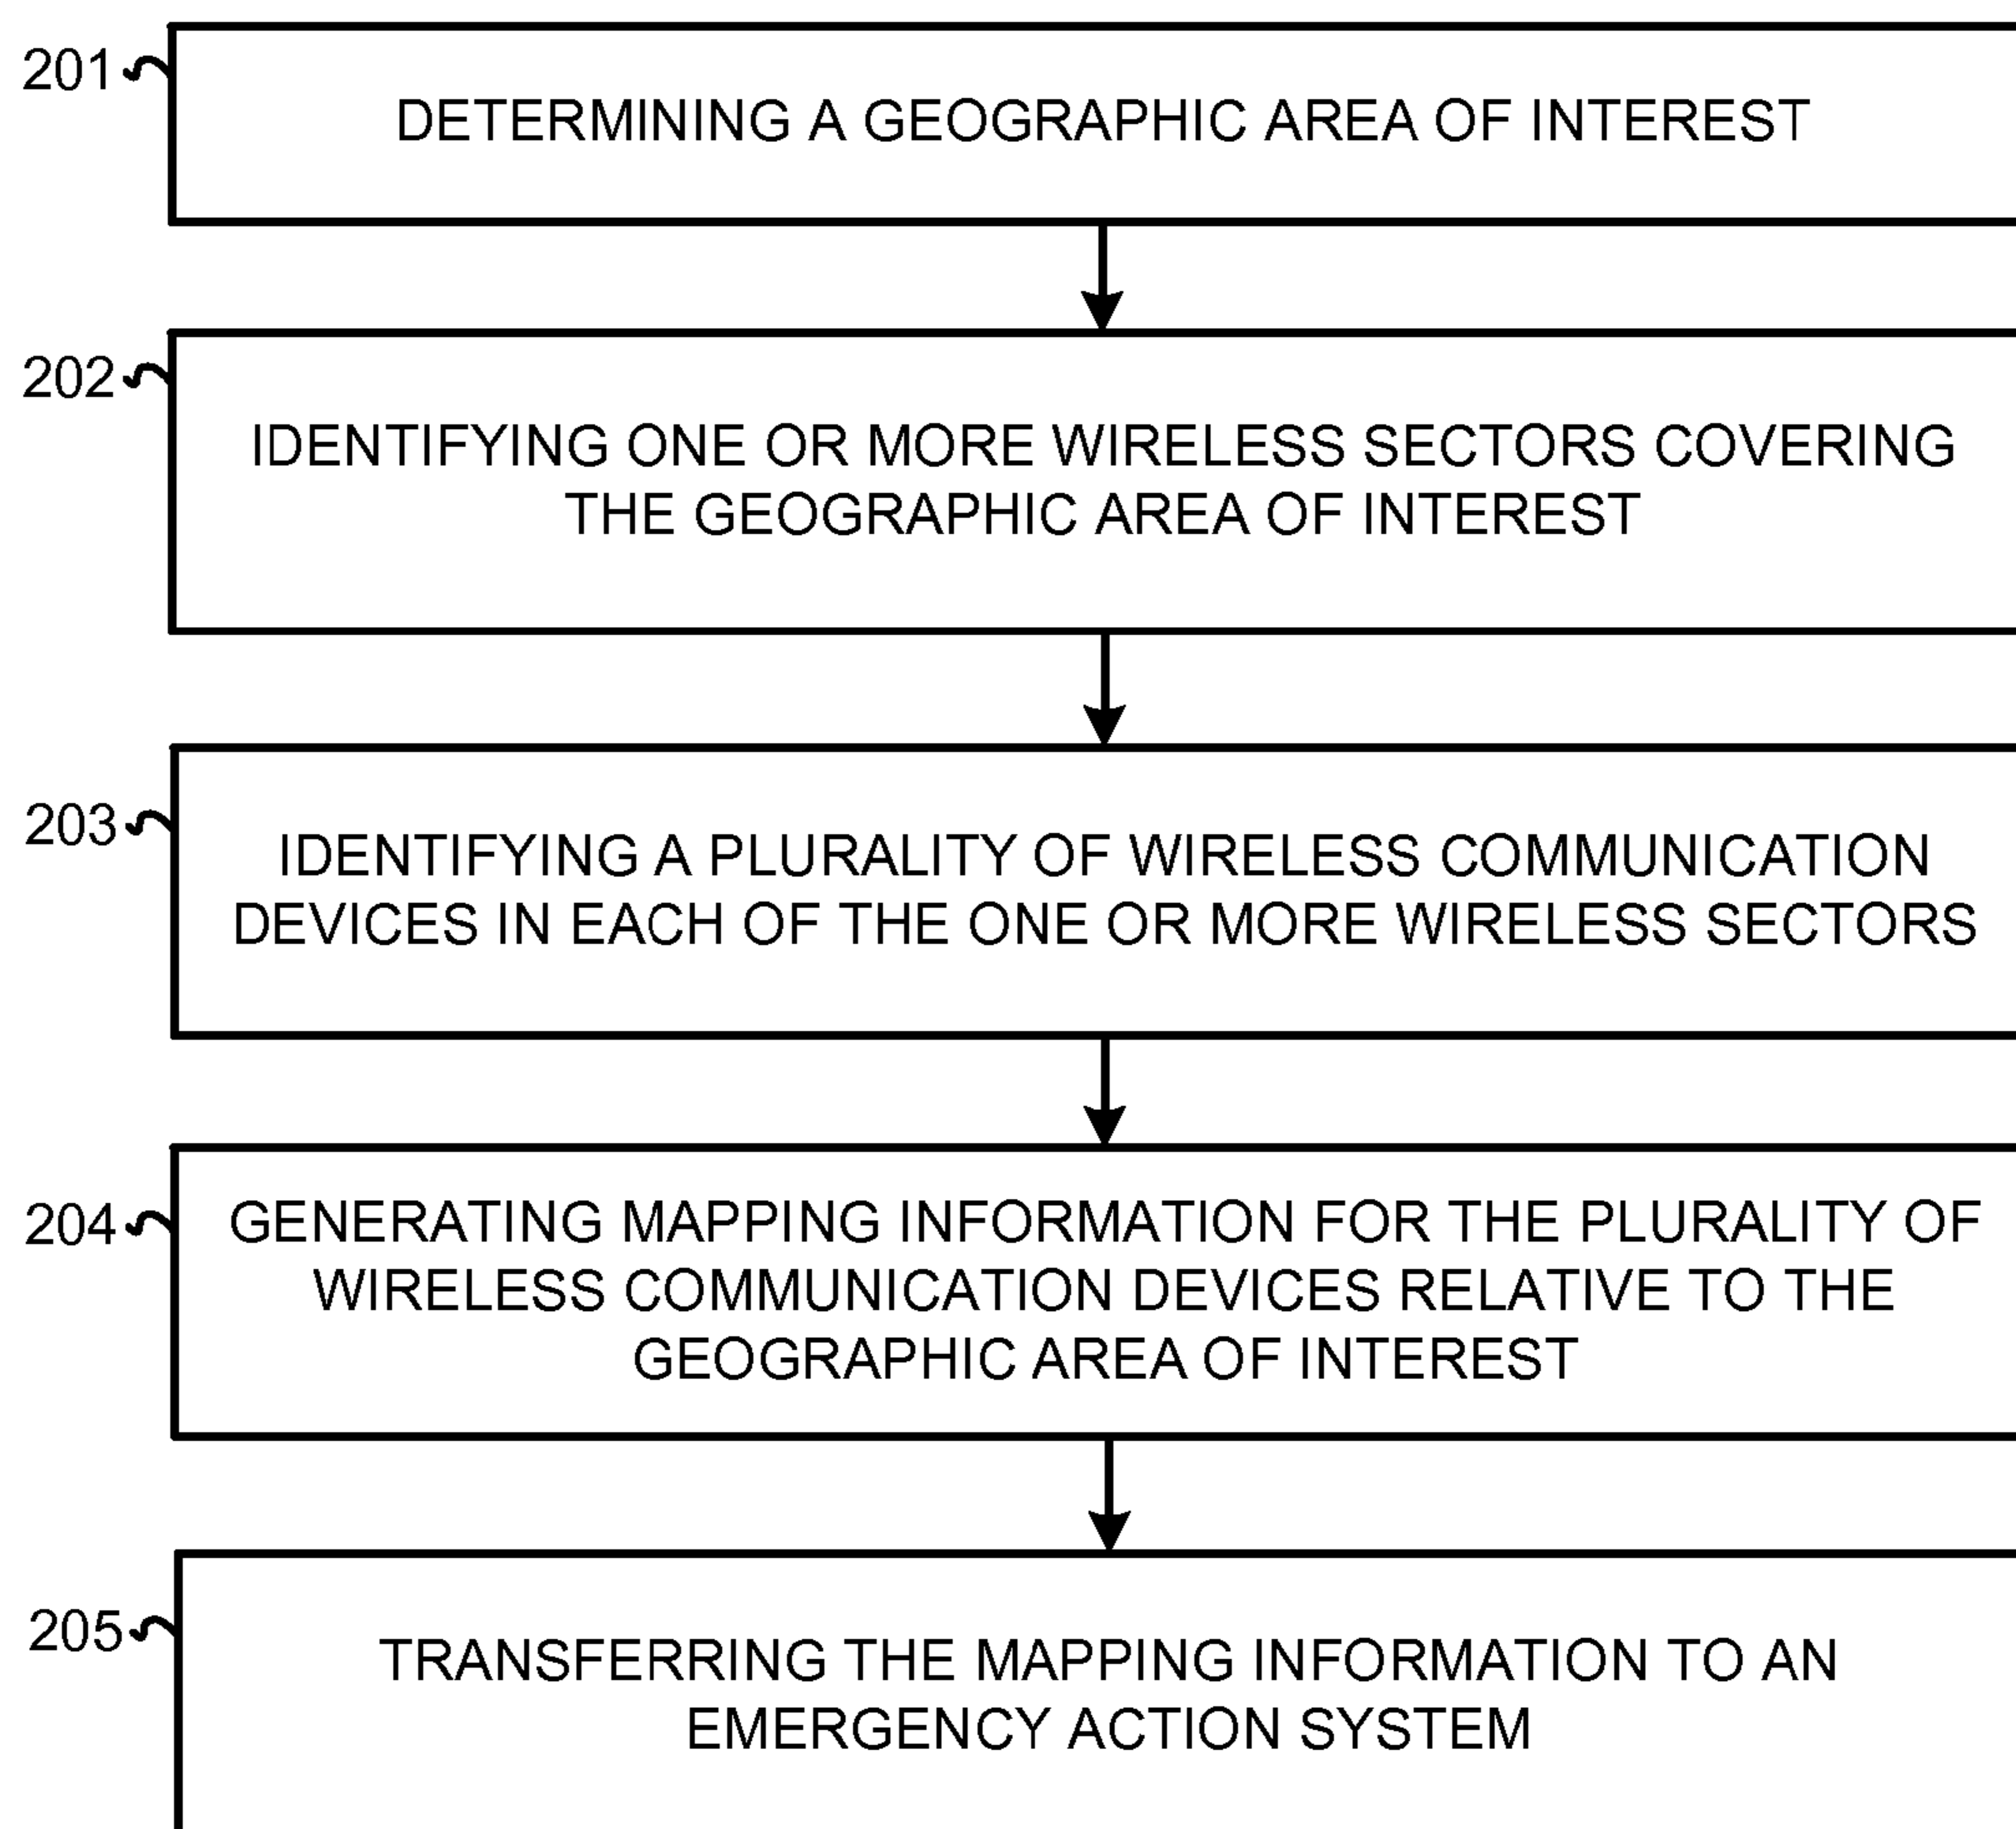 201
DETERMINING A GEOGRAPHIC AREA OF INTEREST
202
IDENTIFYING ONE OR MORE WIRELESS SECTORS COVERING
THE GEOGRAPHIC AREA OF INTEREST
203
IDENTIFYING A PLURALITY OF WIRELESS COMMUNICATION
DEVICES IN EACH OF THE ONE OR MORE WIRELESS SECTORS
204
GENERATING MAPPING INFORMATION FOR THE PLURALITY OF
WIRELESS COMMUNICATION DEVICES RELATIVE TO THE
GEOGRAPHIC AREA OF INTEREST
205
TRANSFERRING THE MAPPING INFORMATION TO AN
EMERGENCY ACTION SYSTEM